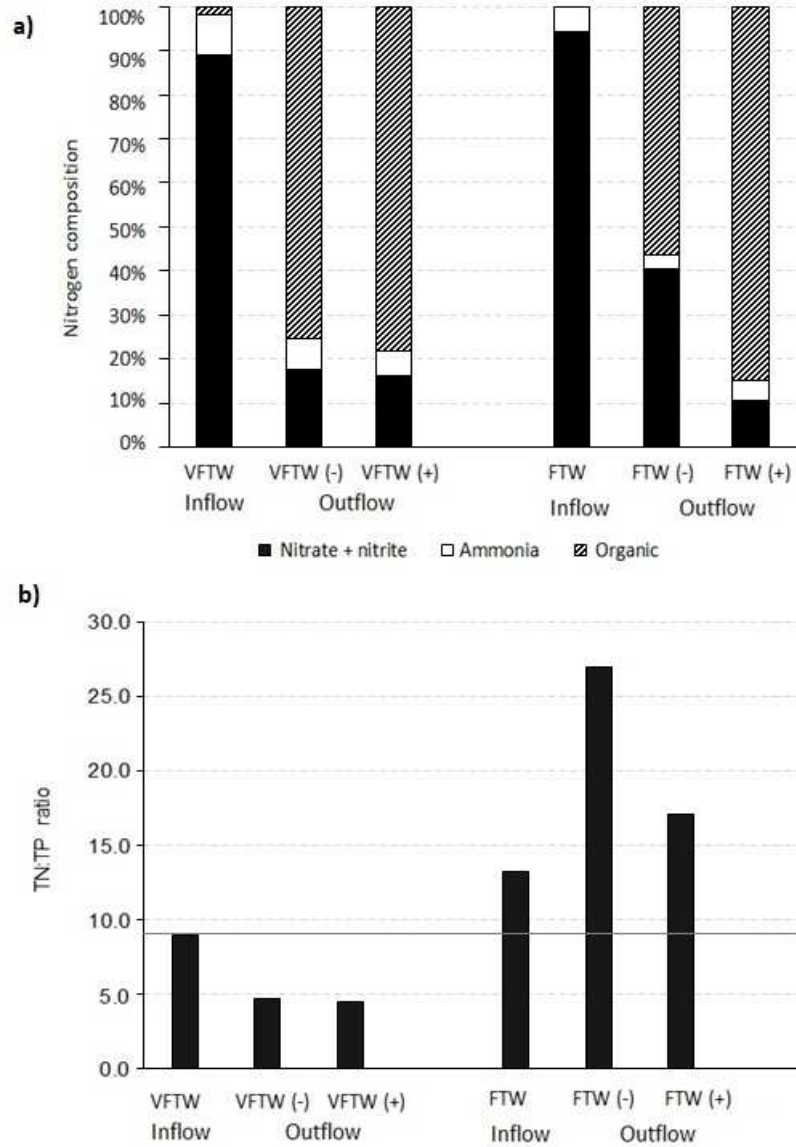 a)
100%
90%
80%
70%
60%
50%
40%
30%
20%
10%
0%
Nitrogen composition
VFTW VFTW (-) VFTW (+) FTW FTW (-) FTW (+)
Inflow Outflow Inflow Outflow
Nitrate + nitrite Ammonia Organic
b)
30.0
25.0
20.0
15.0
10.0
5.0
0.0
TN:TP ratio
VFTW VFTW (-) VFTW (+) FTW FTW (-) FTW (+)
Inflow Outflow Inflow Outflow